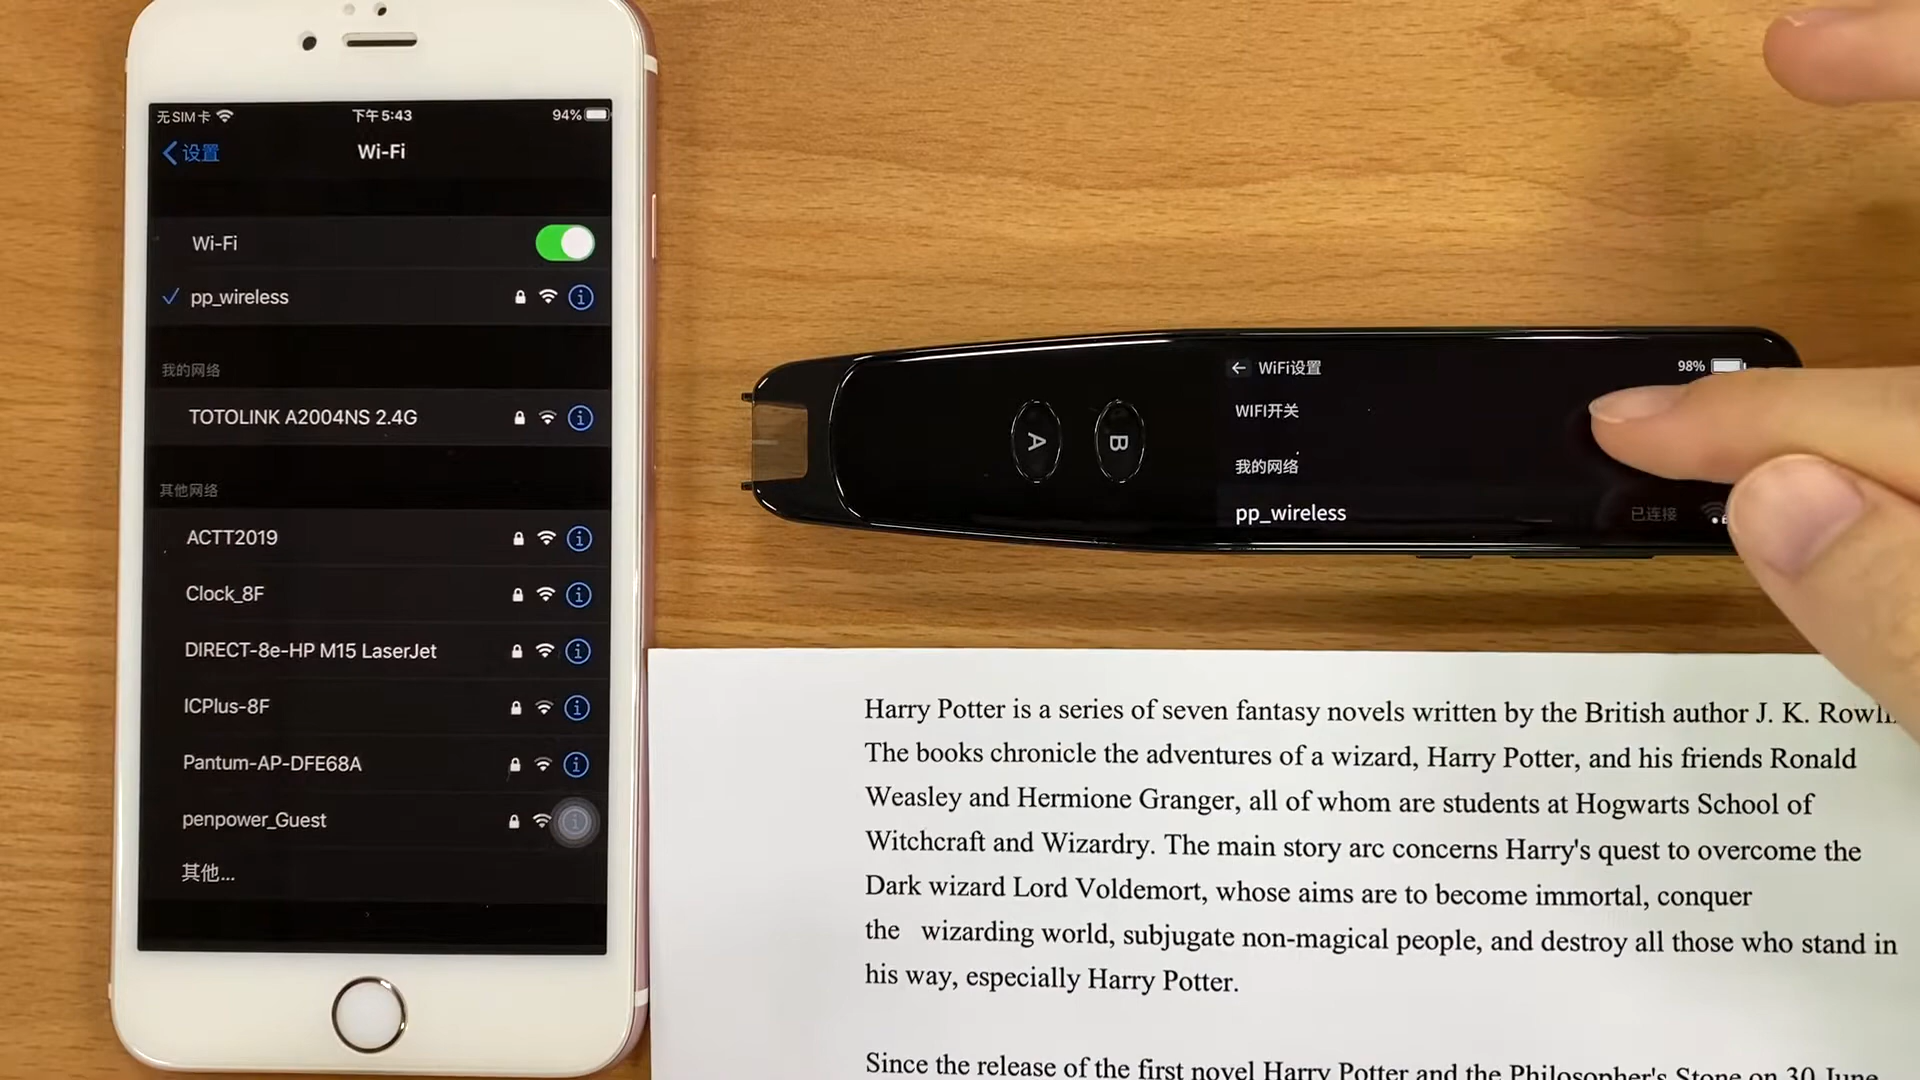 无SIM卡 下午5:43 94%
设置 Wi-Fi
Wi-Fi
pp_wireless
我的网络
TOTOLINK A2004NS 2.4G
其他网络
ACTT2019
Clock_8F
DIRECT-8e-HP M15 LaserJet
ICPlus-8F
Pantum-AP-DFE68A
penpower_Guest
其他...
A B
WiFi设置 98%
WIFI开关
我的网络
pp_wireless 已连接
Harry Potter is a series of seven fantasy novels written by the British author J. K.
The books chronicle the adventures of a wizard, Harry Potter, and his friends Ronald
Weasley and Hermione Granger, all of whom are students at Hogwarts School of
Witchcraft and Wizardry. The main story arc concerns Harry's quest to overcome the
Dark wizard Lord Voldemort, whose aims are to become immortal, conquer
the wizarding world, subjugate non-magical people, and destroy all those who stand in
his way, especially Harry Potter.
Since the release of the first novel Harry Potter and the Philosopher's Stone on 30 June